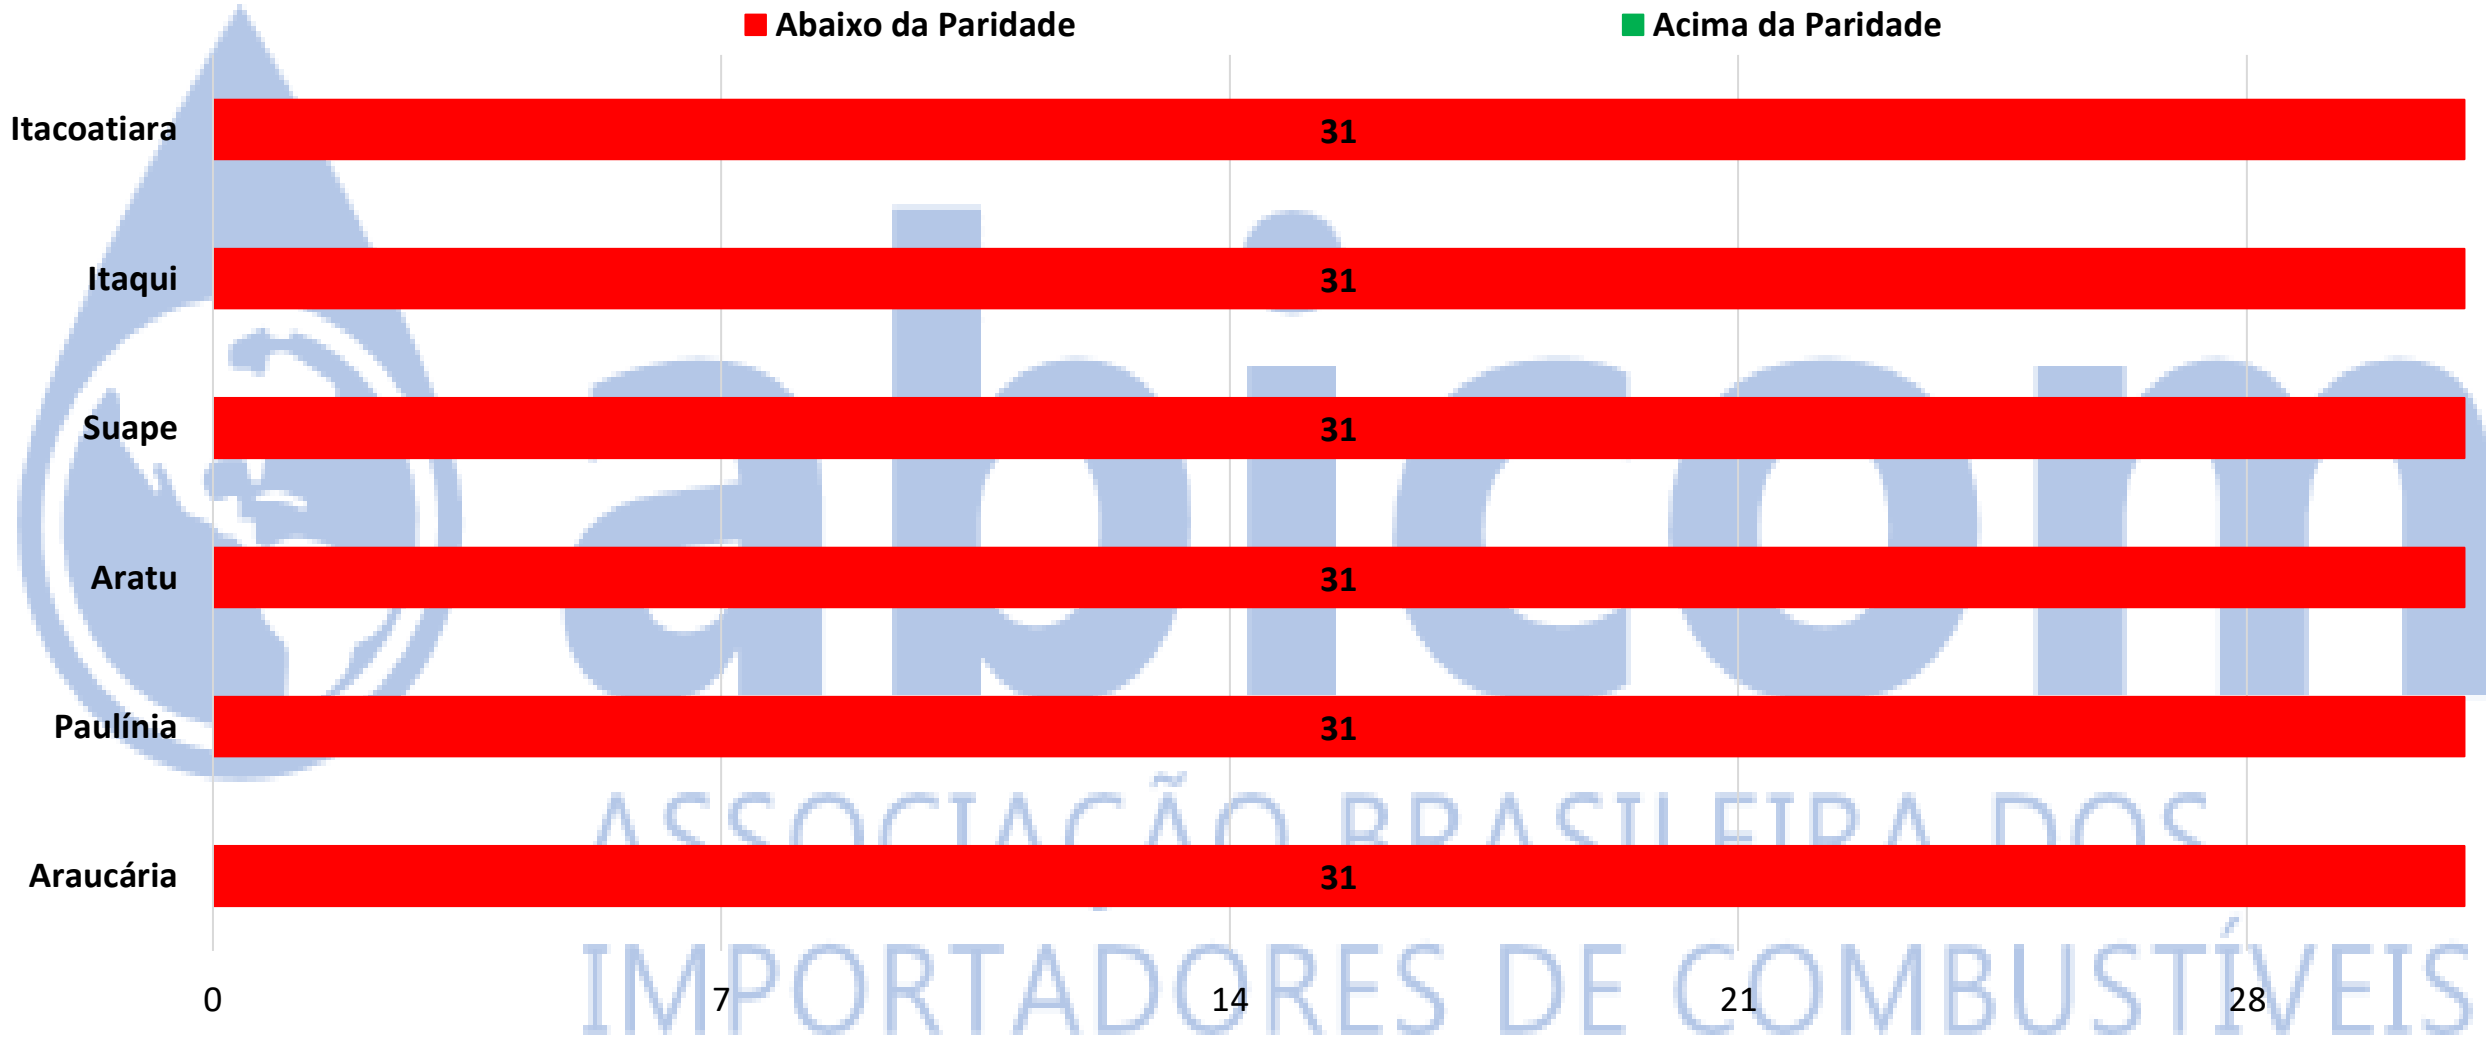 Abaixo da Paridade Acima da Paridade
Itacoatiara 31
Itaqui 31
Suape 31
Aratu 31
Paulínia 31
Araucária 31
0 7 14 21 28
abicom
ASSOCIAÇÃO BRASILEIRA DOS
IMPORTADORES DE COMBUSTÍVEIS